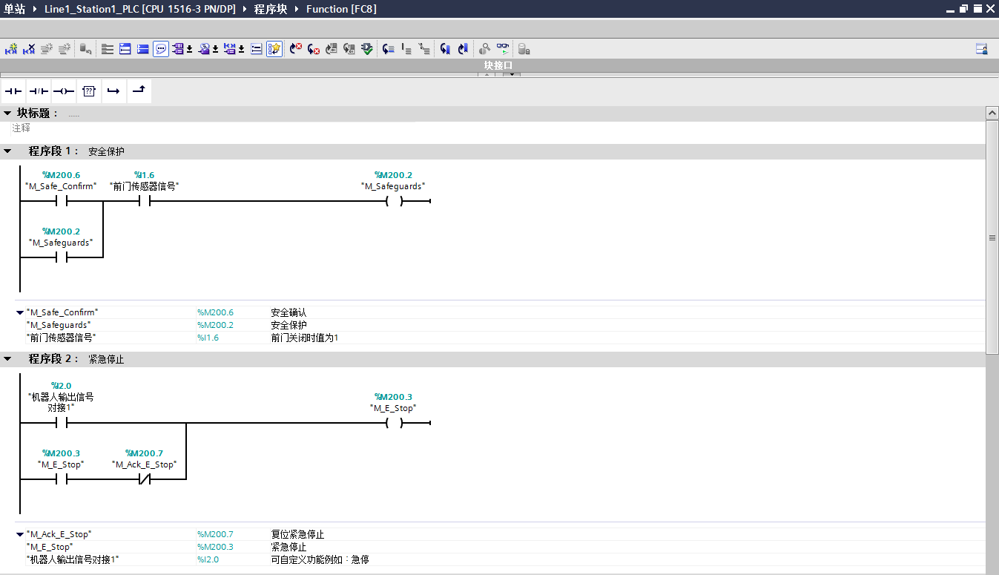 单站 Line1_Station1_PLC [CPU 1516-3 PN/DP] 程序块 Function [FC8]
块接口
??
块标题： .....
注释
程序段 1： 安全保护
%M200.6 %I1.6 %M200.2
"M_Safe_Confirm" "前门传感器信号" "M_Safeguards"
%M200.2
"M_Safeguards"
"M_Safe_Confirm" %M200.6 安全确认
"M_Safeguards" %M200.2 安全保护
"前门传感器信号" %I1.6 前门关闭时值为1
程序段 2： 紧急停止
%I2.0
"机器人输出信号
对接1"
%M200.3
"M_E_Stop"
%M200.3 %M200.7
"M_E_Stop" "M_Ack_E_Stop"
"M_Ack_E_Stop" %M200.7 复位紧急停止
"M_E_Stop" %M200.3 紧急停止
"机器人输出信号对接1" %I2.0 可自定义功能例如：急停